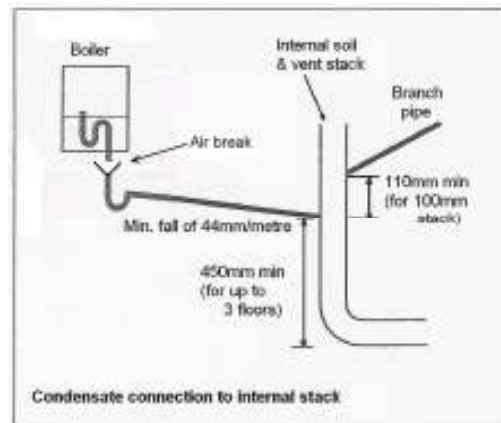 Boiler
Internal soil
& vent stack
Branch
pipe
Air break
110mm min
(for 100mm
stack)
Min. fall of 44mm/metre
450mm min
(for up to
3 floors)
Condensate connection to internal stack